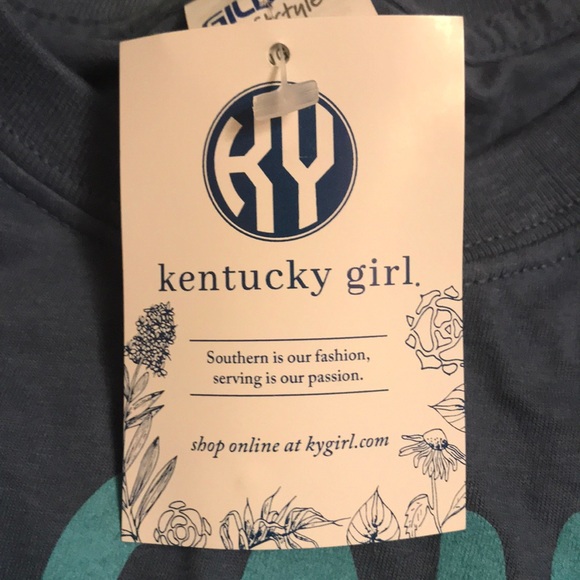 KY
kentucky girl.
Southern is our fashion,
serving is our passion.
shop online at kygirl.com